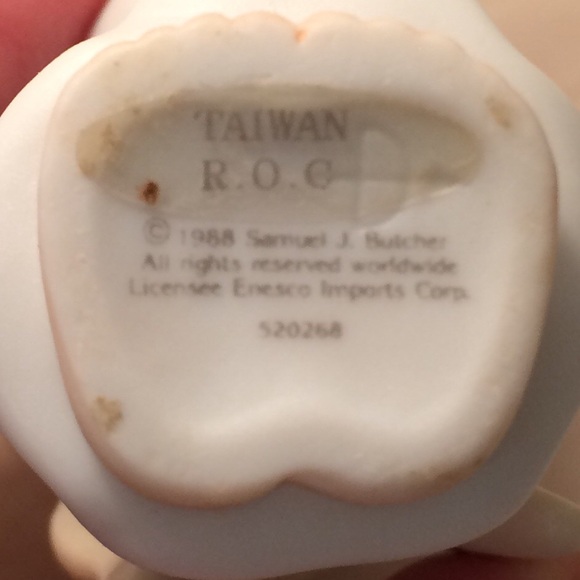 TAIWAN
R.O.C
© 1988 Samuel J. Butcher
All rights reserved worldwide
Licensee Enesco Imports Corp.
520268